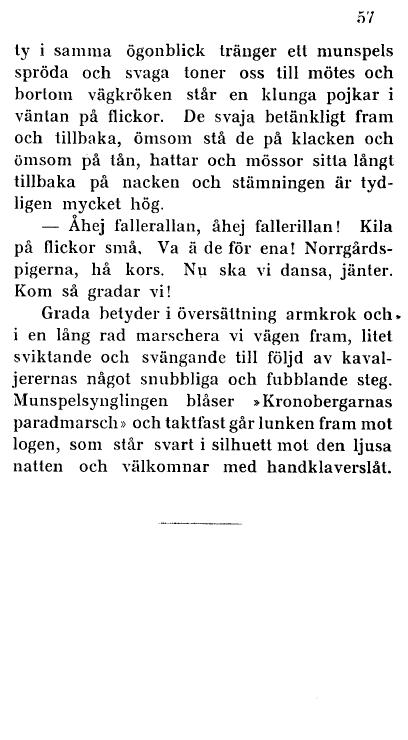 57
ty i samma ögonblick tränger ett munspels
spröda och svaga toner oss till mötes och
bortom vägkröken står en klunga pojkar i
väntan på flickor. De svaja betänkligt fram
och tillbaka, ömsom stå de på klacken och
ömsom på tån, hattar och mössor sitta långt
tillbaka på nacken och stämningen är tyd-
ligen mycket hög.
— Åhej fallerallan, åhej fallerillan! Kila
på flickor små. Va ä de för ena! Norrgårds-
pigerna, hå kors. Nu ska vi dansa, jänter.
Kom så gradar vi!
Grada betyder i översättning armkrok och
i en lång rad marschera vi vägen fram, litet
sviktande och svängande till följd av kaval-
jerernas något snubbliga och fubblande steg.
Munspelsynglingen blåser »Kronobergarnas
paradmarsch» och taktfast går lunken fram mot
logen, som står svart i silhuett mot den ljusa
natten och välkomnar med handklaverslåt.